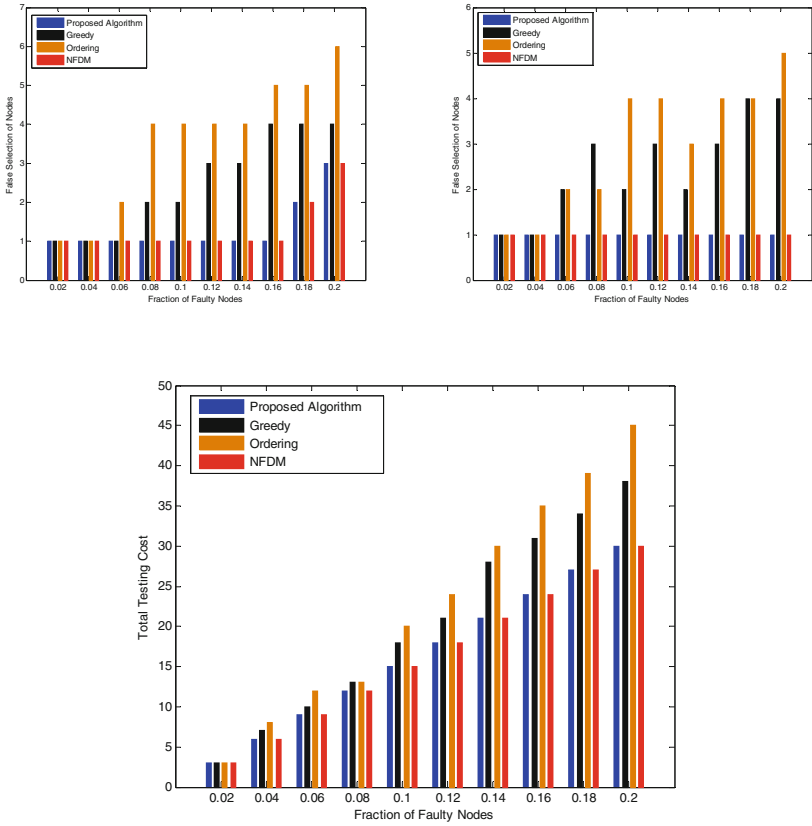 7
6
5
4
3
2
1
0
False Selection of Nodes
Proposed Algorithm
Greedy
Ordering
NFDM
0.02 0.04 0.06 0.08 0.1 0.12 0.14 0.16 0.18 0.2
Fraction of Faulty Nodes
6
5
4
3
2
1
0
False Selection of Nodes
Proposed Algorithm
Greedy
Ordering
NFDM
0.02 0.04 0.06 0.08 0.1 0.12 0.14 0.16 0.18 0.2
Fraction of Faulty Nodes
50
45
40
35
30
25
20
15
10
5
0
Total Testing Cost
Proposed Algorithm
Greedy
Ordering
NFDM
0.02 0.04 0.06 0.08 0.1 0.12 0.14 0.16 0.18 0.2
Fraction of Faulty Nodes